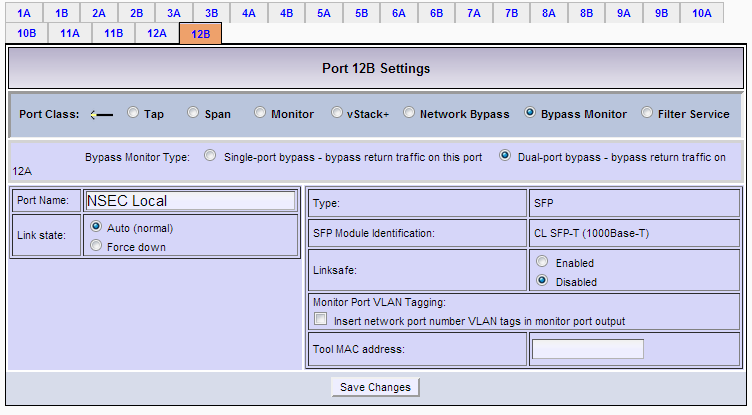 1A 1B 2A 2B 3A 3B 4A 4B 5A 5B 6A 6B 7A 7B 8A 8B 9A 9B 10A
10B 11A 11B 12A 12B
Port 12B Settings
Port Class: Tap Span Monitor vStack+ Network Bypass Bypass Monitor Filter Service
Bypass Monitor Type: Single-port bypass - bypass return traffic on this port Dual-port bypass - bypass return traffic on
12A
Port Name: NSEC Local
Link state: Auto (normal)
Force down
Type: SFP
SFP Module Identification: CL SFP-T (1000Base-T)
Linksafe: Enabled
Disabled
Monitor Port VLAN Tagging:
Insert network port number VLAN tags in monitor port output
Tool MAC address:
Save Changes